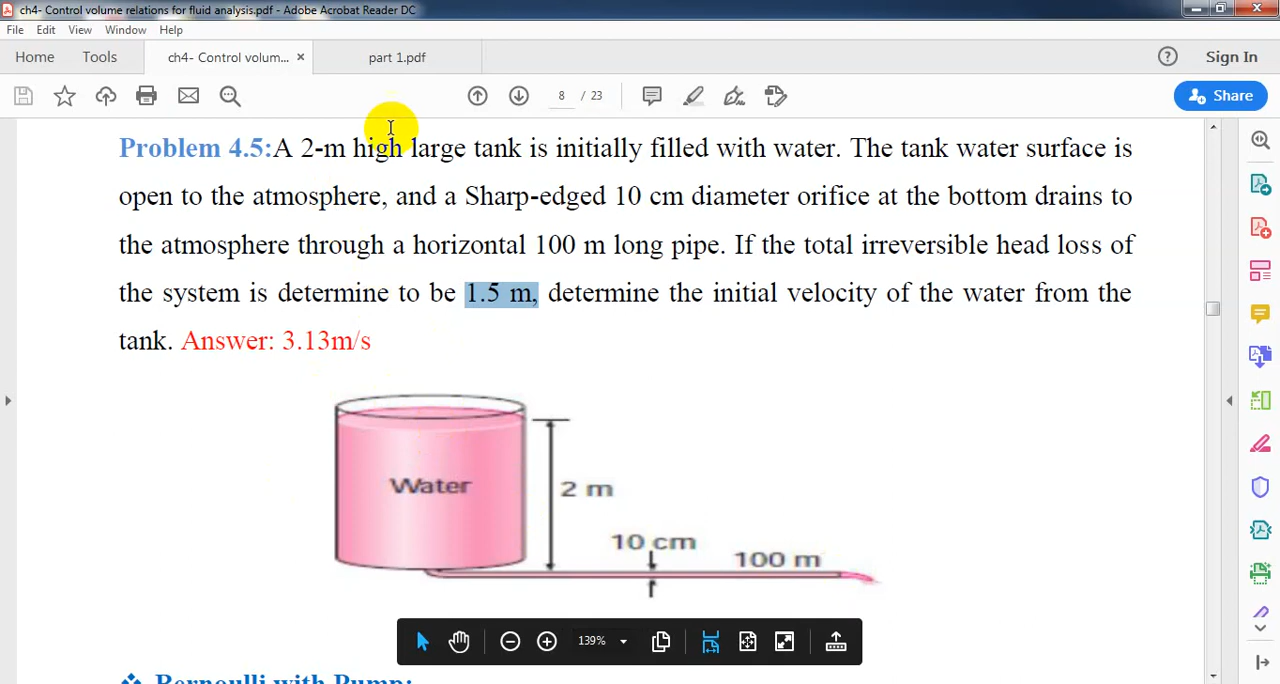 ch4- Control volume relations for fluid analysis.pdf - Adobe Acrobat Reader DC
File Edit View Window Help
Home Tools ch4- Control volum... × part 1.pdf ? Sign In
8 / 23 Share
Problem 4.5:A 2-m high large tank is initially filled with water. The tank water surface is
open to the atmosphere, and a Sharp-edged 10 cm diameter orifice at the bottom drains to
the atmosphere through a horizontal 100 m long pipe. If the total irreversible head loss of
the system is determine to be 1.5 m, determine the initial velocity of the water from the
tank. Answer: 3.13m/s
Water
2 m
10 cm
100 m
139%
❖ Bernoulli with Pump: